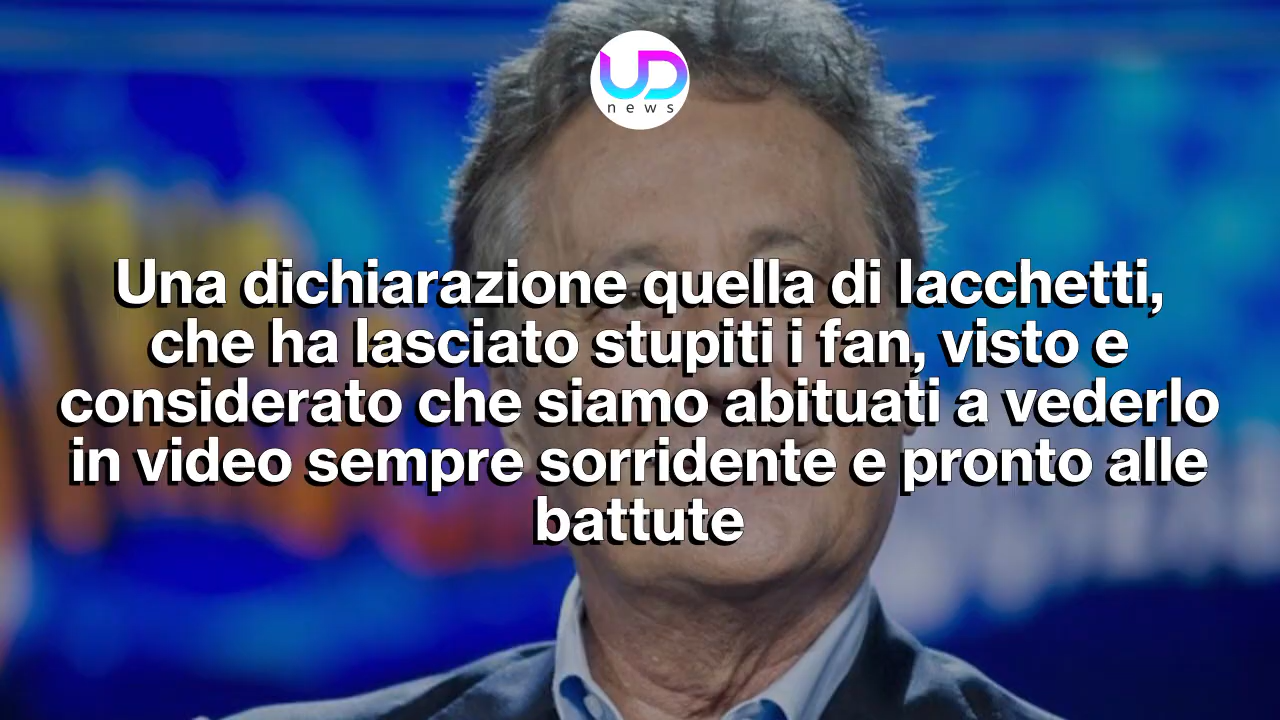 UD
news
Una dichiarazione quella di Iacchetti,
che ha lasciato stupiti i fan, visto e
considerato che siamo abituati a vederlo
in video sempre sorridente e pronto alle
battute